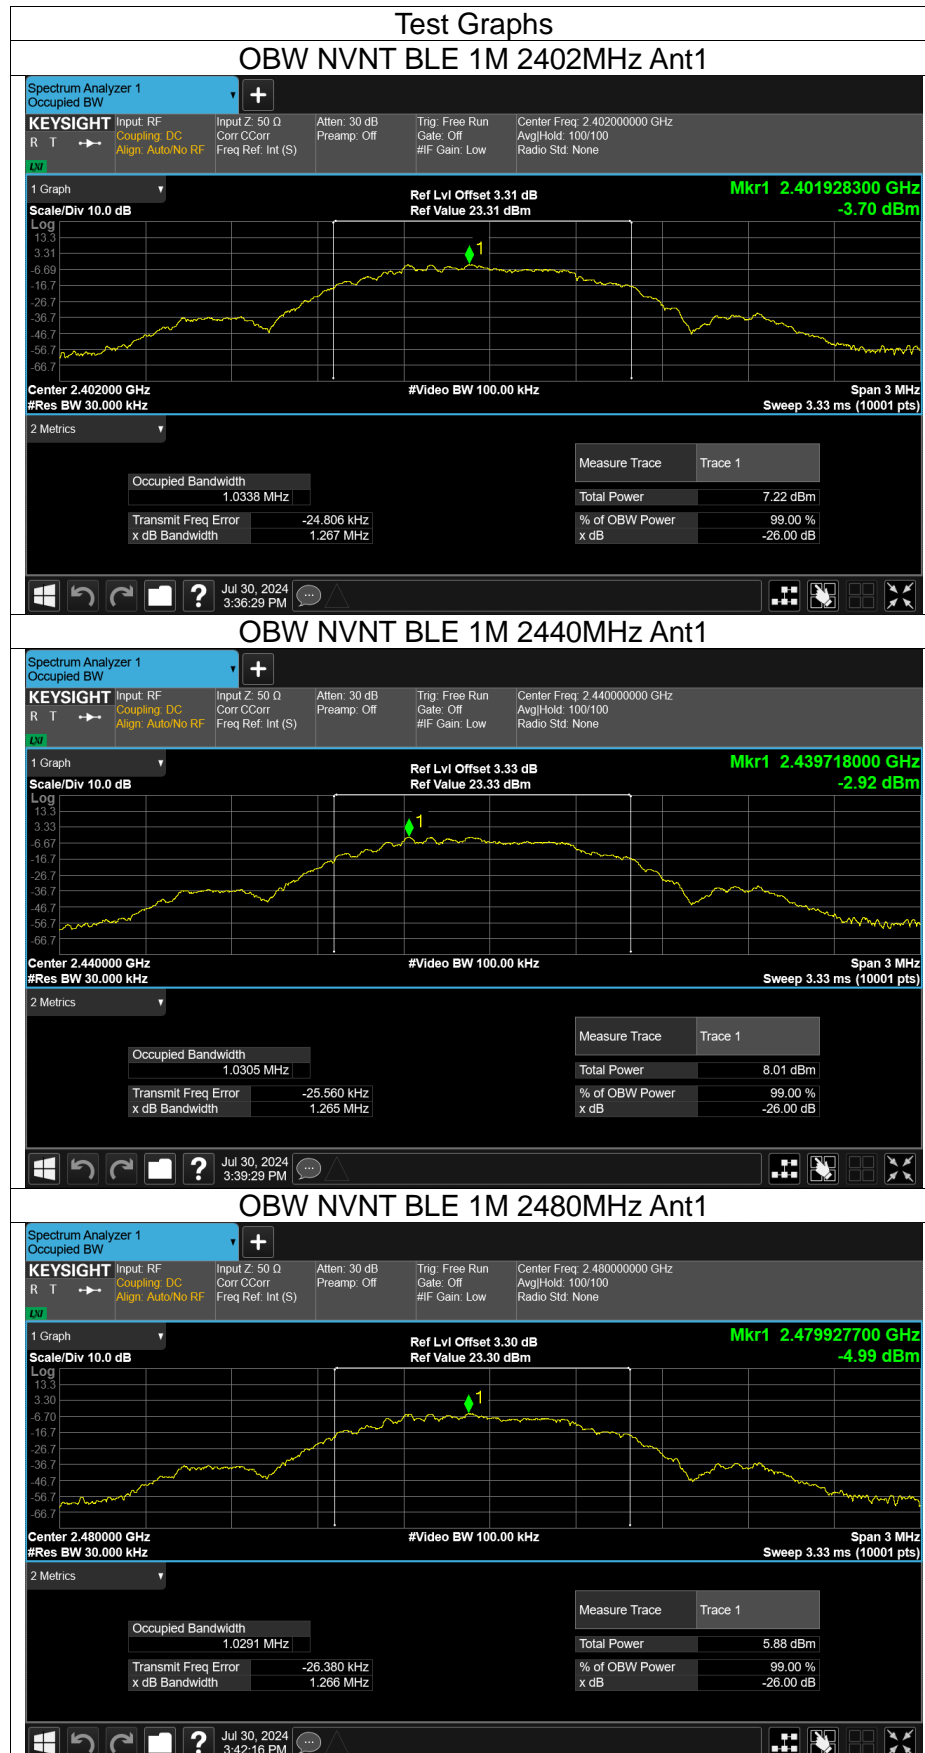 Test Graphs
OBW NVNT BLE 1M 2402MHz Ant1
Spectrum Analyzer 1
Occupied BW
KEYSIGHT Input: RF Input Z: 50 Ω Atten: 30 dB Trig: Free Run Center Freq: 2.402000000 GHz
R T Coupling: DC Corr CCorr Preamp: Off Gate: Off Avg|Hold: 100/100
Align: Auto/No RF Freq Ref: Int (S) #IF Gain: Low Radio Std: None
LXI
1 Graph Ref Lvl Offset 3.31 dB Mkr1 2.401928300 GHz
Scale/Div 10.0 dB Ref Value 23.31 dBm -3.70 dBm
Log
1
13.3
3.31
-6.69
-16.7
-26.7
-36.7
-46.7
-56.7
-66.7
Center 2.402000 GHz #Video BW 100.00 kHz Span 3 MHz
#Res BW 30.000 kHz Sweep 3.33 ms (10001 pts)
2 Metrics
Measure Trace Trace 1
Occupied Bandwidth
1.0338 MHz Total Power 7.22 dBm
Transmit Freq Error -24.806 kHz % of OBW Power 99.00 %
x dB Bandwidth 1.267 MHz x dB -26.00 dB
? Jul 30, 2024
3:36:29 PM
OBW NVNT BLE 1M 2440MHz Ant1
Spectrum Analyzer 1
Occupied BW
KEYSIGHT Input: RF Input Z: 50 Ω Atten: 30 dB Trig: Free Run Center Freq: 2.440000000 GHz
R T Coupling: DC Corr CCorr Preamp: Off Gate: Off Avg|Hold: 100/100
Align: Auto/No RF Freq Ref: Int (S) #IF Gain: Low Radio Std: None
LXI
1 Graph Ref Lvl Offset 3.33 dB Mkr1 2.439718000 GHz
Scale/Div 10.0 dB Ref Value 23.33 dBm -2.92 dBm
Log
13.3
1
3.33
-6.67
-16.7
-26.7
-36.7
-46.7
-56.7
-66.7
Center 2.440000 GHz #Video BW 100.00 kHz Span 3 MHz
#Res BW 30.000 kHz Sweep 3.33 ms (10001 pts)
2 Metrics
Measure Trace Trace 1
Occupied Bandwidth
1.0305 MHz Total Power 8.01 dBm
Transmit Freq Error -25.560 kHz % of OBW Power 99.00 %
x dB Bandwidth 1.265 MHz x dB -26.00 dB
? Jul 30, 2024
3:39:29 PM
OBW NVNT BLE 1M 2480MHz Ant1
Spectrum Analyzer 1
Occupied BW
KEYSIGHT Input: RF Input Z: 50 Ω Atten: 30 dB Trig: Free Run Center Freq: 2.480000000 GHz
R T Coupling: DC Corr CCorr Preamp: Off Gate: Off Avg|Hold: 100/100
Align: Auto/No RF Freq Ref: Int (S) #IF Gain: Low Radio Std: None
LXI
1 Graph Ref Lvl Offset 3.30 dB Mkr1 2.479927700 GHz
Scale/Div 10.0 dB Ref Value 23.30 dBm -4.99 dBm
Log
13.3
1
3.30
-6.70
-16.7
-26.7
-36.7
-46.7
-56.7
-66.7
Center 2.480000 GHz #Video BW 100.00 kHz Span 3 MHz
#Res BW 30.000 kHz Sweep 3.33 ms (10001 pts)
2 Metrics
Measure Trace Trace 1
Occupied Bandwidth
1.0291 MHz Total Power 5.88 dBm
Transmit Freq Error -26.380 kHz % of OBW Power 99.00 %
x dB Bandwidth 1.266 MHz x dB -26.00 dB
? Jul 30, 2024
3:42:16 PM